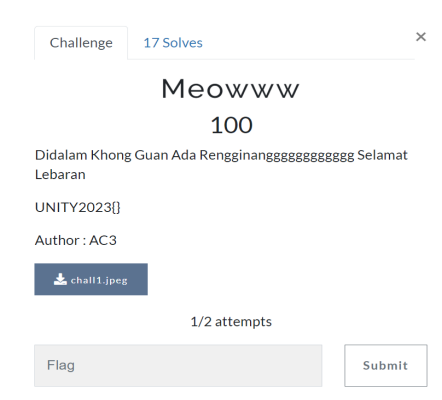 Challenge
17 Solves
×
Meowww
100
Didalam Khong Guan Ada Rengginangggggggggggg Selamat
Lebaran
UNITY2023{}
Author : AC3
chall1.jpeg
1/2 attempts
Flag
Submit